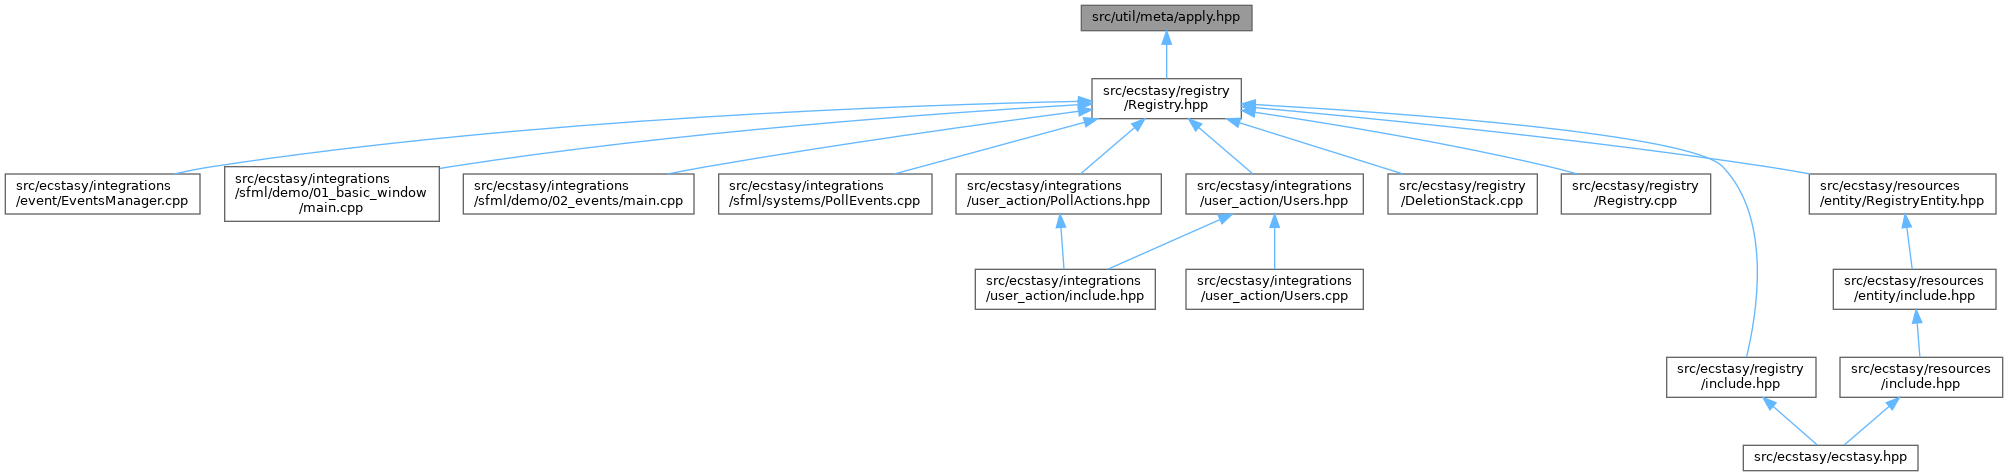 src/util/meta/apply.hpp
src/ecstasy/registry
/Registry.hpp
src/ecstasy/integrations
/event/EventsManager.cpp
src/ecstasy/integrations
/sfml/demo/01_basic_window
/main.cpp
src/ecstasy/integrations
/sfml/demo/02_events/main.cpp
src/ecstasy/integrations
/sfml/systems/PollEvents.cpp
src/ecstasy/integrations
/user_action/PollActions.hpp
src/ecstasy/integrations
/user_action/Users.hpp
src/ecstasy/registry
/DeletionStack.cpp
src/ecstasy/registry
/Registry.cpp
src/ecstasy/resources
/entity/RegistryEntity.hpp
src/ecstasy/integrations
/user_action/include.hpp
src/ecstasy/integrations
/user_action/Users.cpp
src/ecstasy/resources
/entity/include.hpp
src/ecstasy/registry
/include.hpp
src/ecstasy/resources
/include.hpp
src/ecstasy/ecstasy.hpp